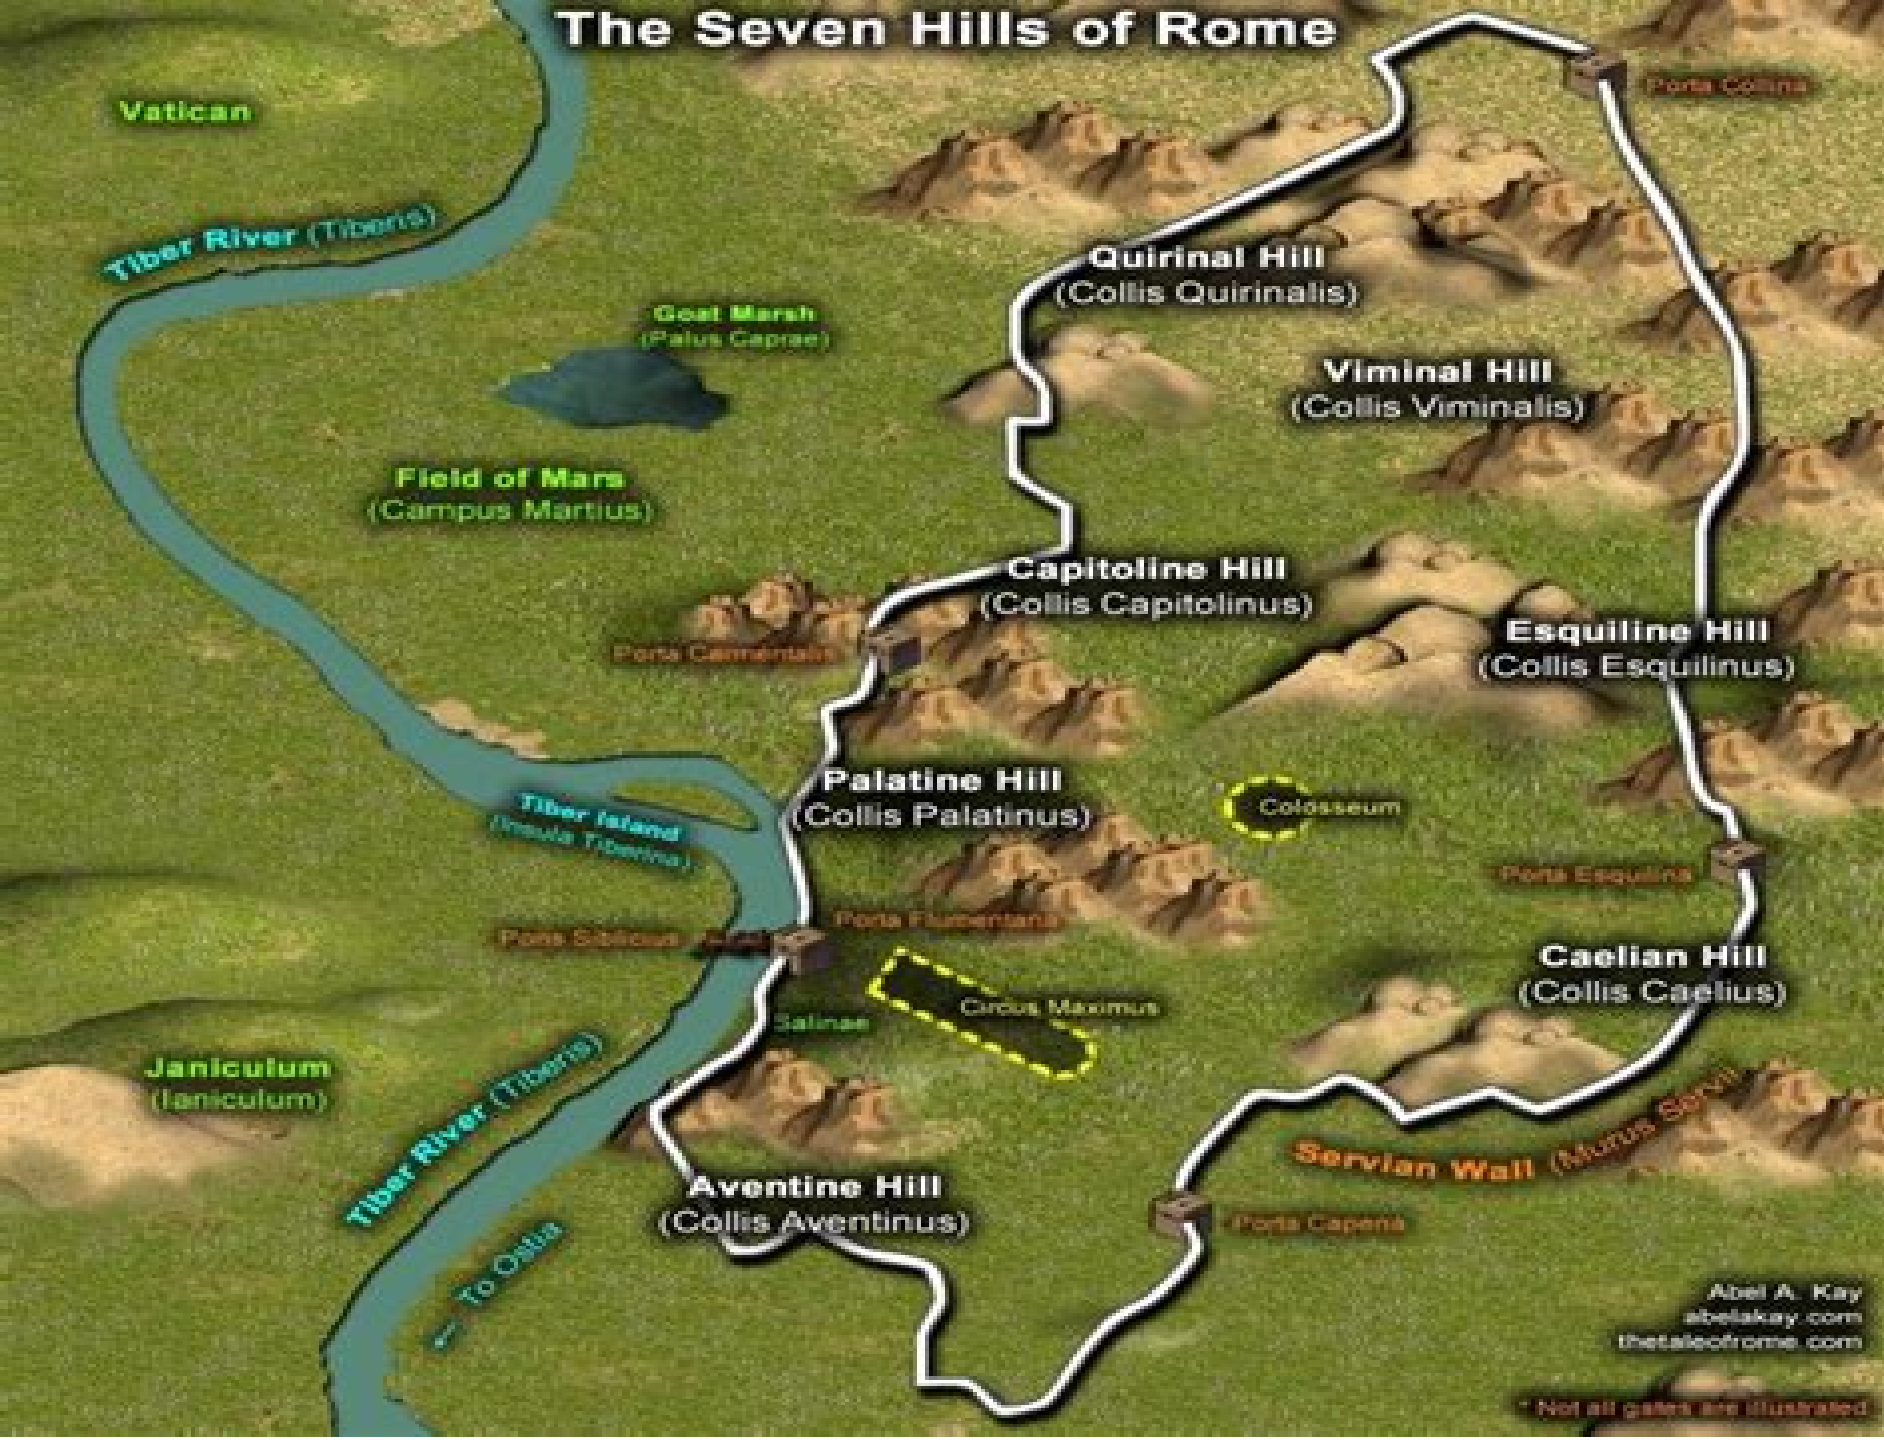 The Seven Hills of Rome
Porta Collina
Vatican
Tiber River (Tiberis)
Quirinal Hill
(Collis Quirinalis)
Goat Marsh
(Palus Caprae)
Viminal Hill
(Collis Viminalis)
Field of Mars
(Campus Martius)
Capitoline Hill
(Collis Capitolinus)
Porta Carmentalis
Esquiline Hill
(Collis Esquilinus)
Palatine Hill
(Collis Palatinus)
Colosseum
Tiber Island
(Insula Tiberina)
Porta Esquilina
Porta Flumentana
Caelian Hill
(Collis Caelius)
Circus Maximus
Salinae
Janiculum
(Ianiculum)
Tiber River (Tiberis)
Servian Wall (Murus Servii
Aventine Hill
(Collis Aventinus)
Porta Capena
To Ostia
Abel A. Kay
abelakay.com
thetaleofrome.com
* Not all gates are illustrated